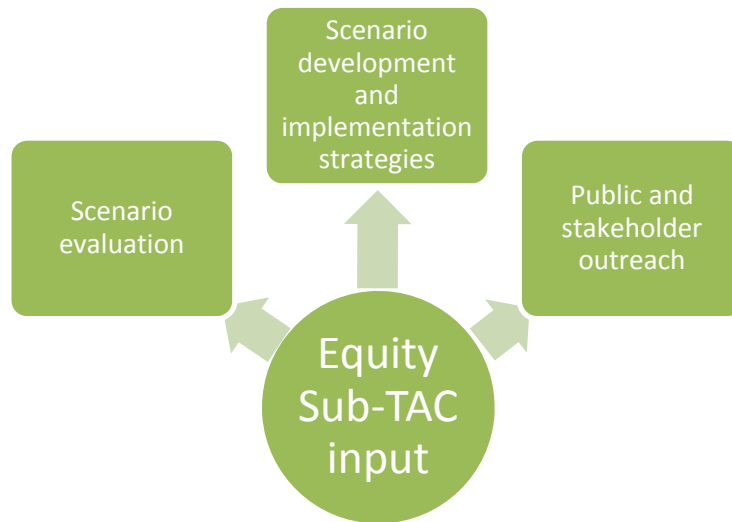 Scenario
development
and
implementation
strategies
Scenario
evaluation
Public and
stakeholder
outreach
Equity
Sub-TAC
input